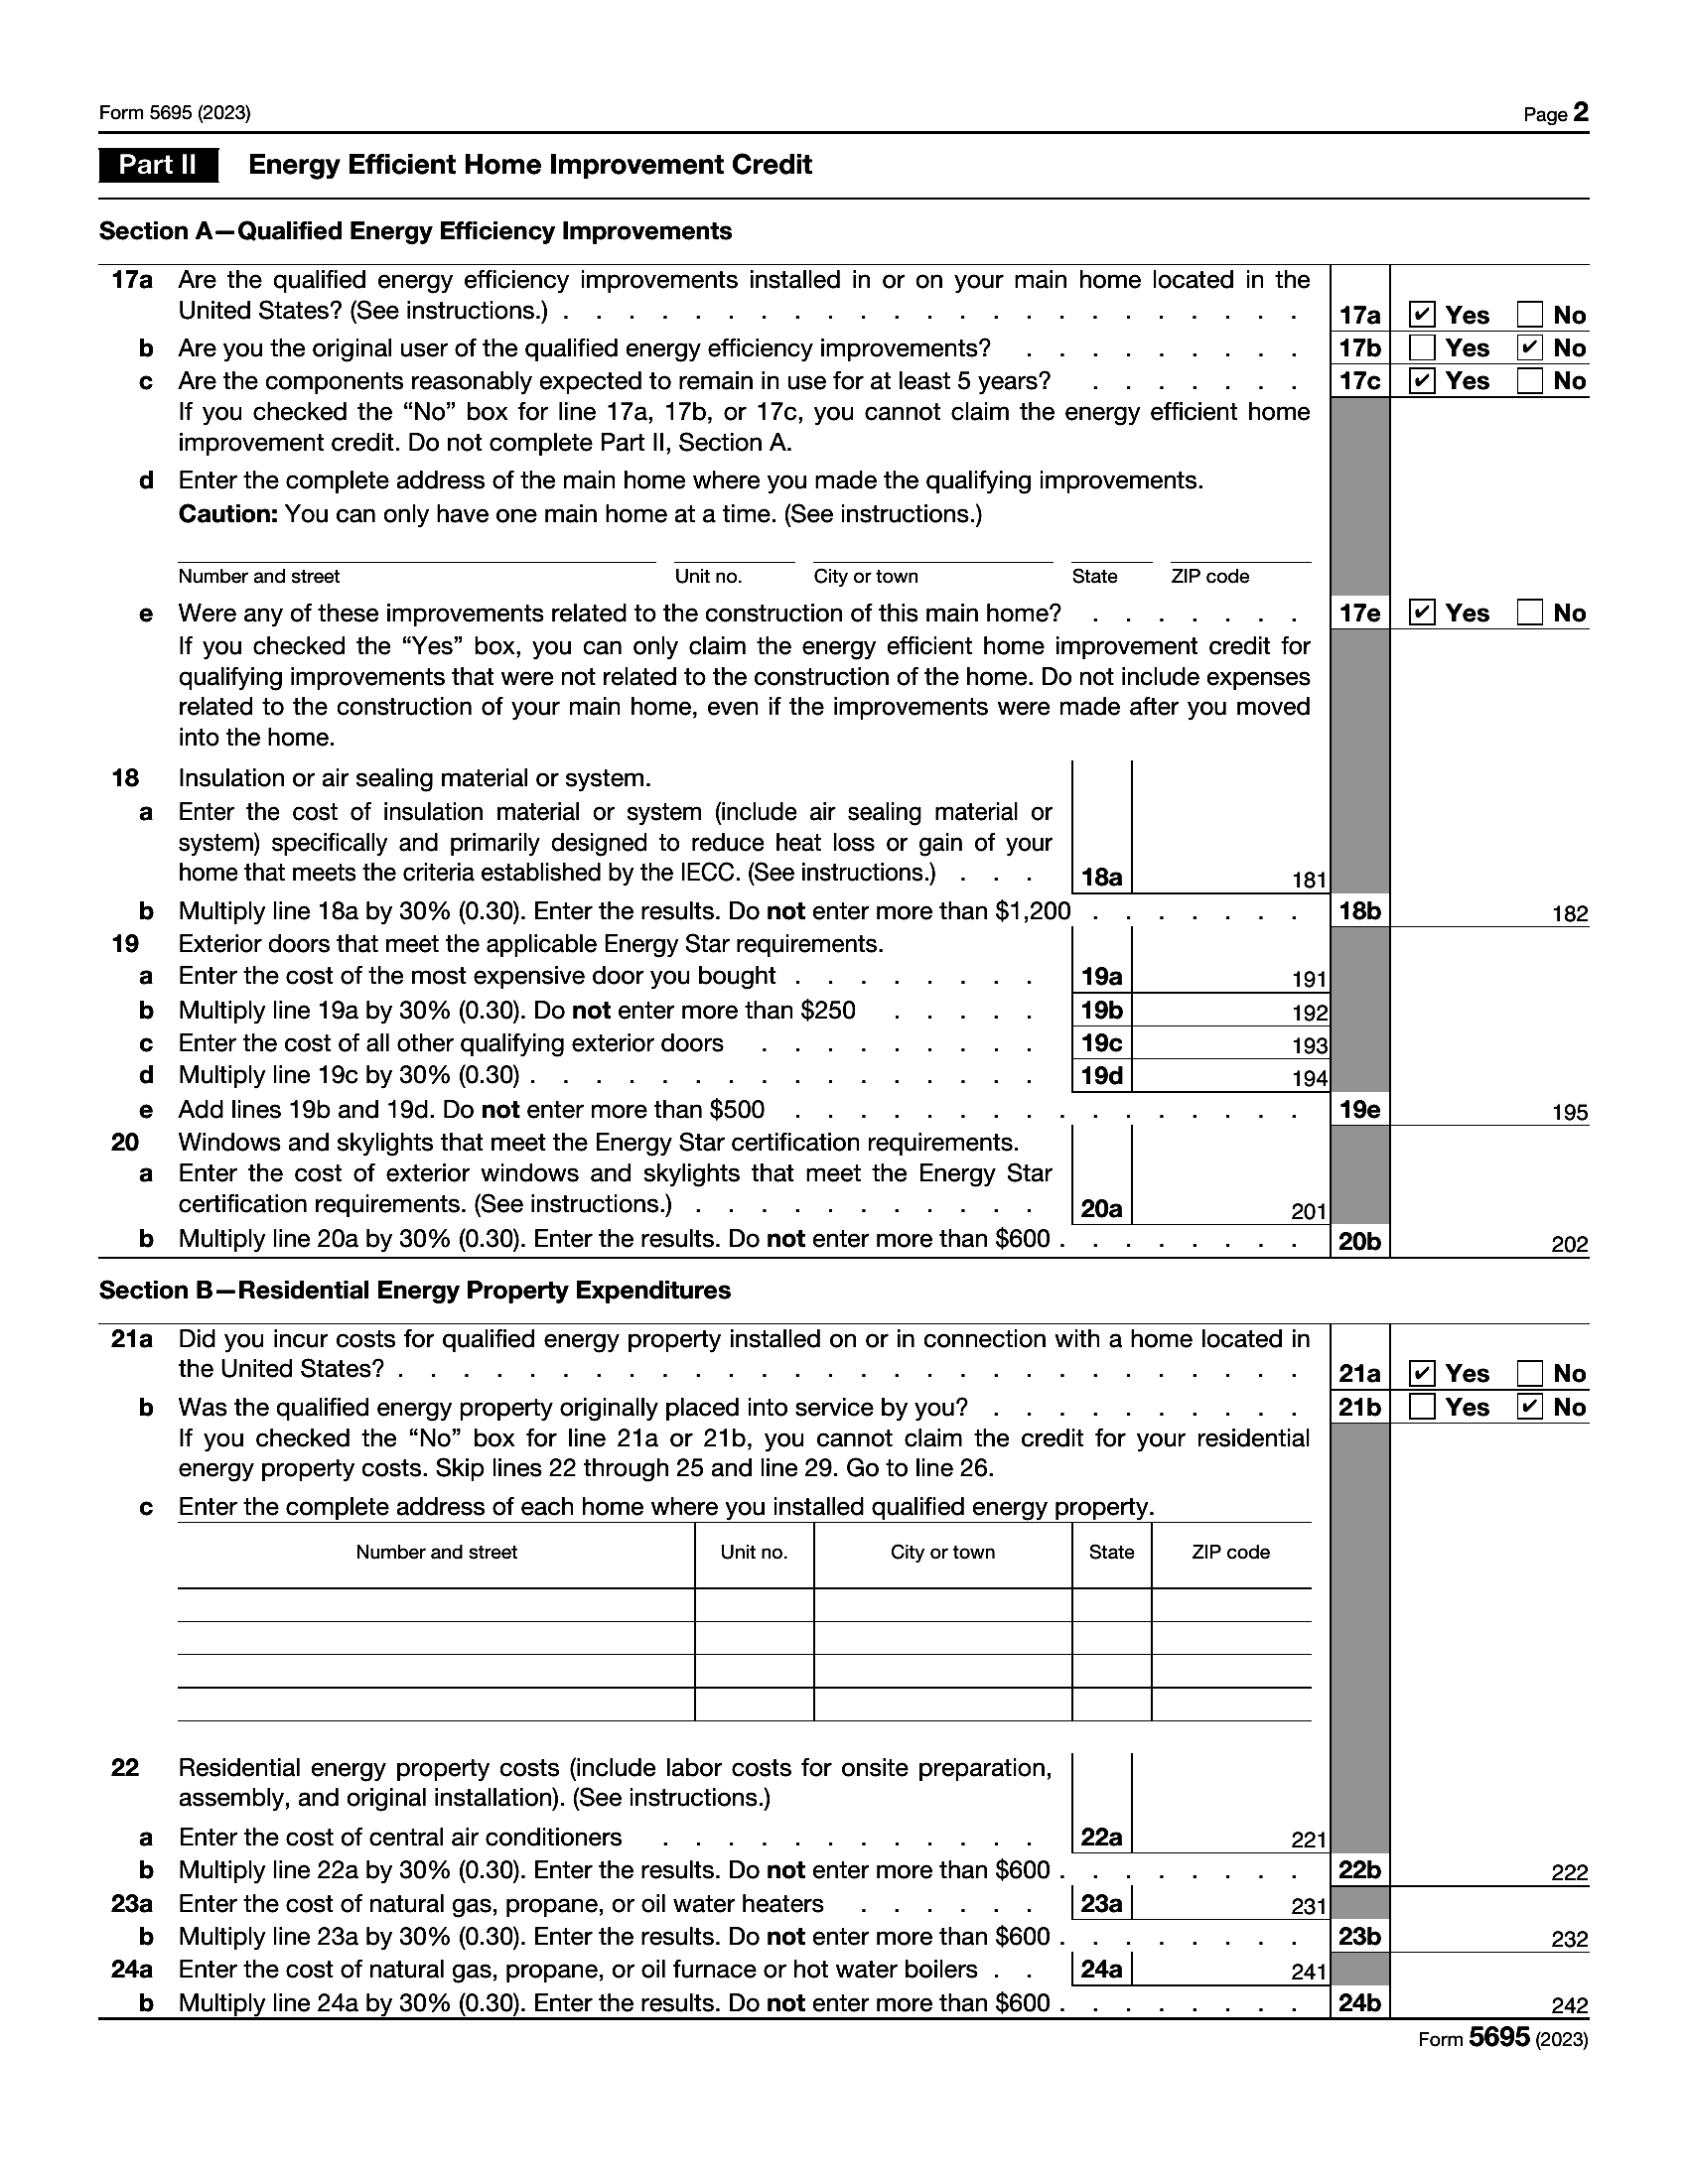 Form 5695 (2023) Page 2
Part II Energy Efficient Home Improvement Credit
Section A—Qualified Energy Efficiency Improvements
17a Are the qualified energy efficiency improvements installed in or on your main home located in the
United States? (See instructions.) . . . . . . . . . . . . . . . . . . . . . . . 17a ✔ Yes No
b Are you the original user of the qualified energy efficiency improvements? . . . . . . . . . 17b Yes ✔ No
c Are the components reasonably expected to remain in use for at least 5 years? . . . . . . . 17c ✔ Yes No
If you checked the “No” box for line 17a, 17b, or 17c, you cannot claim the energy efficient home
improvement credit. Do not complete Part II, Section A.
d Enter the complete address of the main home where you made the qualifying improvements.
Caution: You can only have one main home at a time. (See instructions.)
Number and street Unit no. City or town State ZIP code
e Were any of these improvements related to the construction of this main home? . . . . . . . 17e ✔ Yes No
If you checked the “Yes” box, you can only claim the energy efficient home improvement credit for
qualifying improvements that were not related to the construction of the home. Do not include expenses
related to the construction of your main home, even if the improvements were made after you moved
into the home.
18 Insulation or air sealing material or system.
a Enter the cost of insulation material or system (include air sealing material or
system) specifically and primarily designed to reduce heat loss or gain of your
home that meets the criteria established by the IECC. (See instructions.) . . . 18a 181
b Multiply line 18a by 30% (0.30). Enter the results. Do not enter more than $1,200 . . . . . . . 18b 182
19 Exterior doors that meet the applicable Energy Star requirements.
a Enter the cost of the most expensive door you bought . . . . . . . . 19a 191
b Multiply line 19a by 30% (0.30). Do not enter more than $250 . . . . . 19b 192
c Enter the cost of all other qualifying exterior doors . . . . . . . . . 19c 193
d Multiply line 19c by 30% (0.30) . . . . . . . . . . . . . . . . 19d 194
e Add lines 19b and 19d. Do not enter more than $500 . . . . . . . . . . . . . . . . 19e 195
20 Windows and skylights that meet the Energy Star certification requirements.
a Enter the cost of exterior windows and skylights that meet the Energy Star
certification requirements. (See instructions.) . . . . . . . . . . . 20a 201
b Multiply line 20a by 30% (0.30). Enter the results. Do not enter more than $600 . . . . . . . . 20b 202
Section B—Residential Energy Property Expenditures
21a Did you incur costs for qualified energy property installed on or in connection with a home located in
the United States? . . . . . . . . . . . . . . . . . . . . . . . . . . . . 21a ✔ Yes No
b Was the qualified energy property originally placed into service by you? . . . . . . . . . . 21b Yes ✔ No
If you checked the “No” box for line 21a or 21b, you cannot claim the credit for your residential
energy property costs. Skip lines 22 through 25 and line 29. Go to line 26.
c Enter the complete address of each home where you installed qualified energy property.
Number and street Unit no. City or town State ZIP code
22 Residential energy property costs (include labor costs for onsite preparation,
assembly, and original installation). (See instructions.)
a Enter the cost of central air conditioners . . . . . . . . . . . . 22a 221
b Multiply line 22a by 30% (0.30). Enter the results. Do not enter more than $600 . . . . . . . . 22b 222
23a Enter the cost of natural gas, propane, or oil water heaters . . . . . . 23a 231
b Multiply line 23a by 30% (0.30). Enter the results. Do not enter more than $600 . . . . . . . . 23b 232
24a Enter the cost of natural gas, propane, or oil furnace or hot water boilers . . 24a 241
b Multiply line 24a by 30% (0.30). Enter the results. Do not enter more than $600 . . . . . . . . 24b 242
Form 5695 (2023)